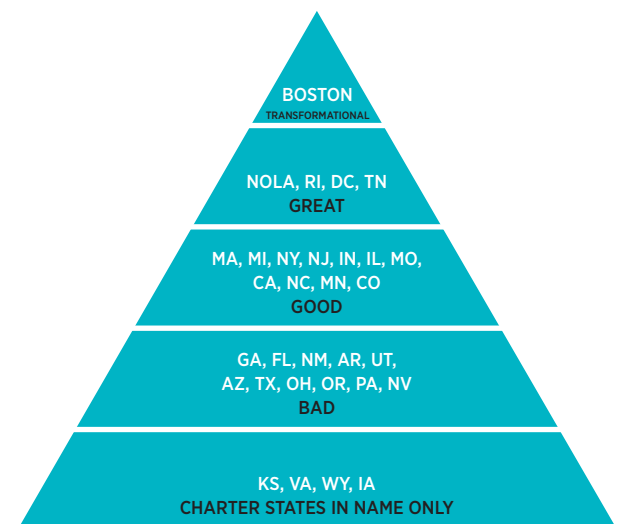 BOSTON
TRANSFORMATIONAL
NOLA, RI, DC, TN
GREAT
MA, MI, NY, NJ, IN, IL, MO,
CA, NC, MN, CO
GOOD
GA, FL, NM, AR, UT,
AZ, TX, OH, OR, PA, NV
BAD
KS, VA, WY, IA
CHARTER STATES IN NAME ONLY